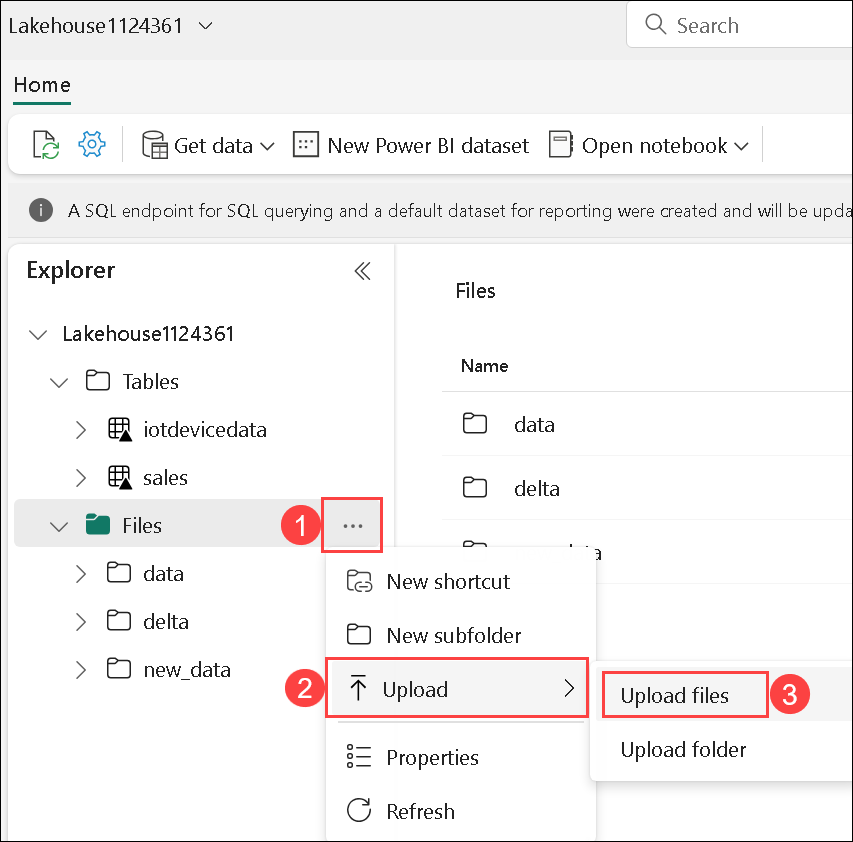 Lakehouse1124361
Search
Home
Get data
New Power BI dataset
Open notebook
A SQL endpoint for SQL querying and a default dataset for reporting were created and will be upda
Explorer
Files
Name
Lakehouse1124361
Tables
iotdevicedata
sales
Files
1
...
data
delta
new_data
data
delta
New shortcut
New subfolder
2
Upload
Upload files
3
Upload folder
Properties
Refresh